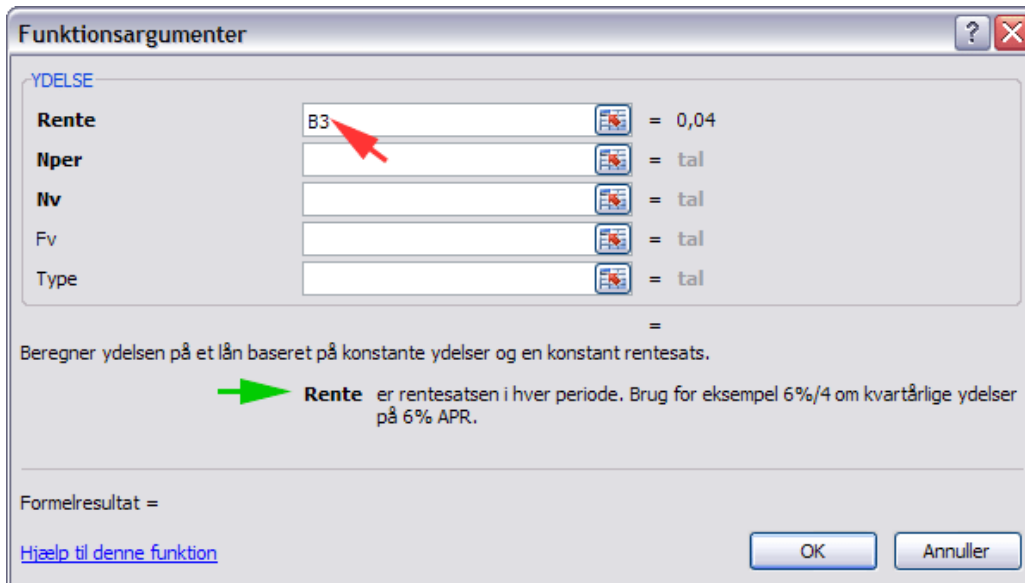 Funktionsargumenter
YDELSE
Rente B3 = 0,04
Nper = tal
Nv = tal
Fv = tal
Type = tal
=
Beregner ydelsen på et lån baseret på konstante ydelser og en konstant rentesats.
Rente er rentesatsen i hver periode. Brug for eksempel 6%/4 om kvartårlige ydelser
på 6% APR.
Formelresultat =
Hjælp til denne funktion OK Annuller